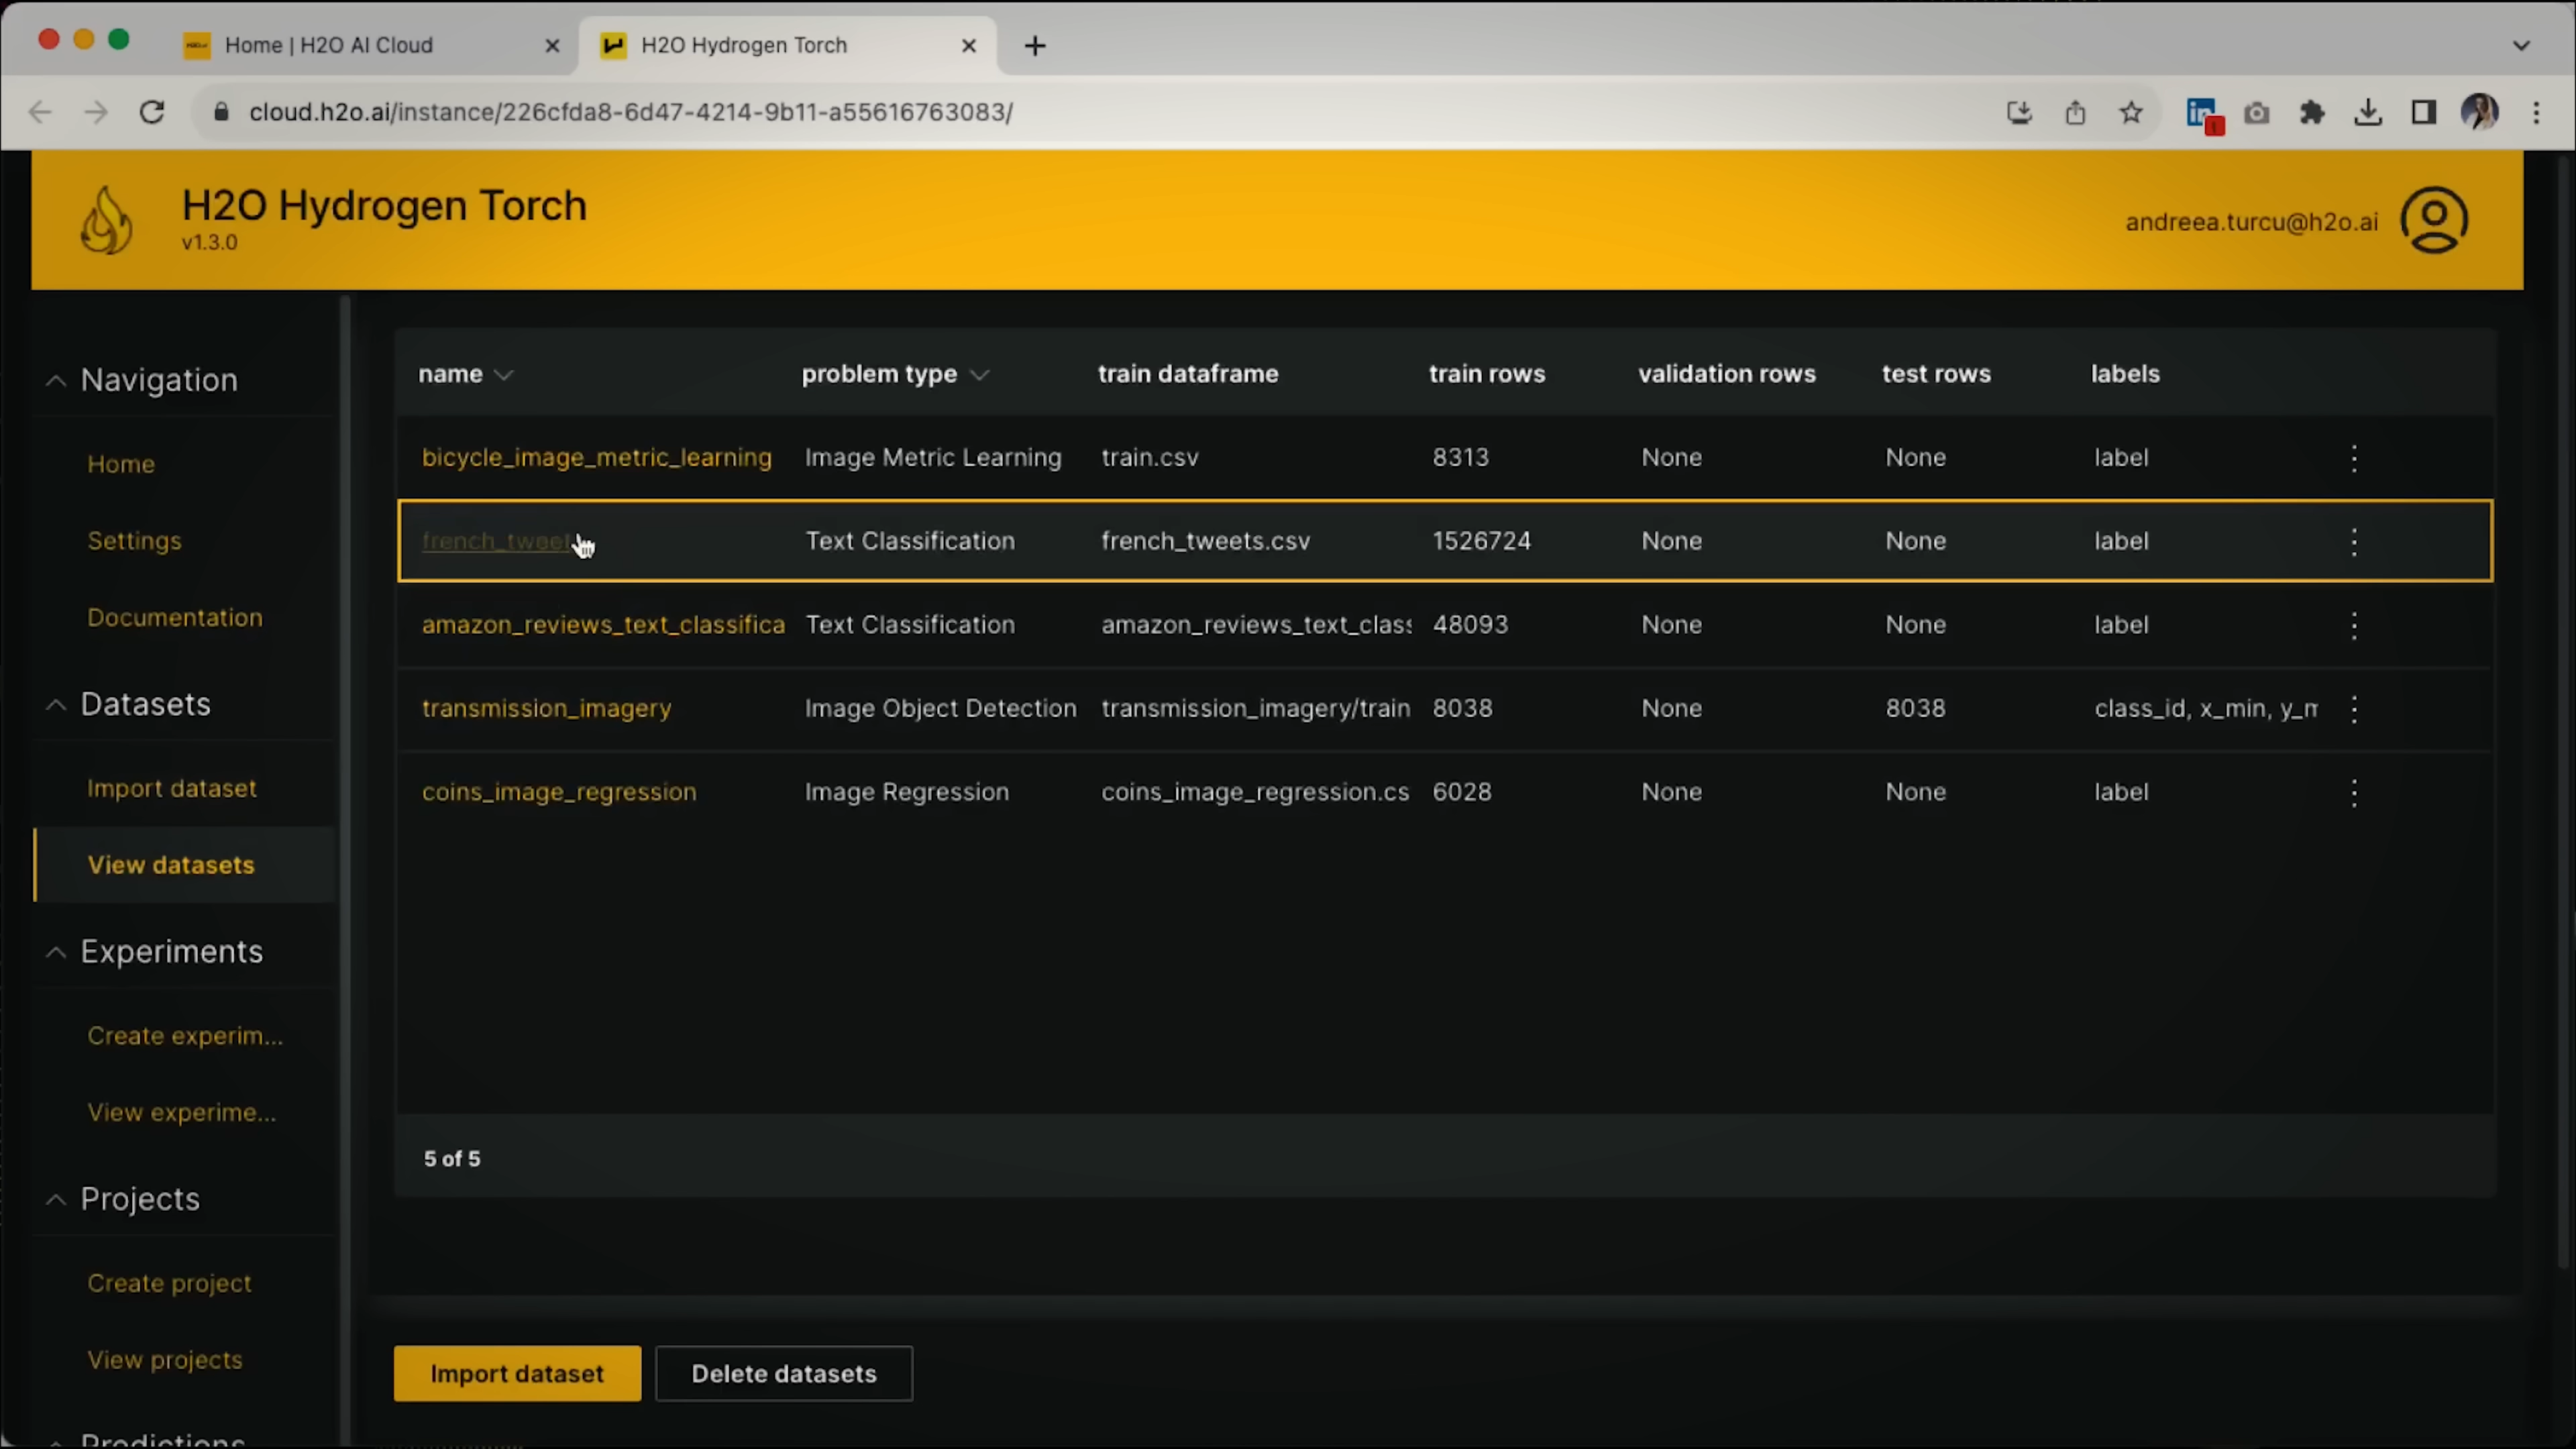 Home | H2O AI Cloud
H2O Hydrogen Torch
cloud.h2o.ai/instance/226cfda8-6d47-4214-9b11-a55616763083/
H2O Hydrogen Torch
v1.3.0
andreea.turcu@h2o.ai
Navigation
Home
Settings
Documentation
Datasets
Import dataset
View datasets
Experiments
Create experim...
View experime...
Projects
Create project
View projects
Predictions
name problem type train dataframe train rows validation rows test rows labels
bicycle_image_metric_learning Image Metric Learning train.csv 8313 None None label
french_tweet Text Classification french_tweets.csv 1526724 None None label
amazon_reviews_text_classifica Text Classification amazon_reviews_text_class 48093 None None label
transmission_imagery Image Object Detection transmission_imagery/train 8038 None 8038 class_id, x_min, y_m
coins_image_regression Image Regression coins_image_regression.cs 6028 None None label
5 of 5
Import dataset Delete datasets